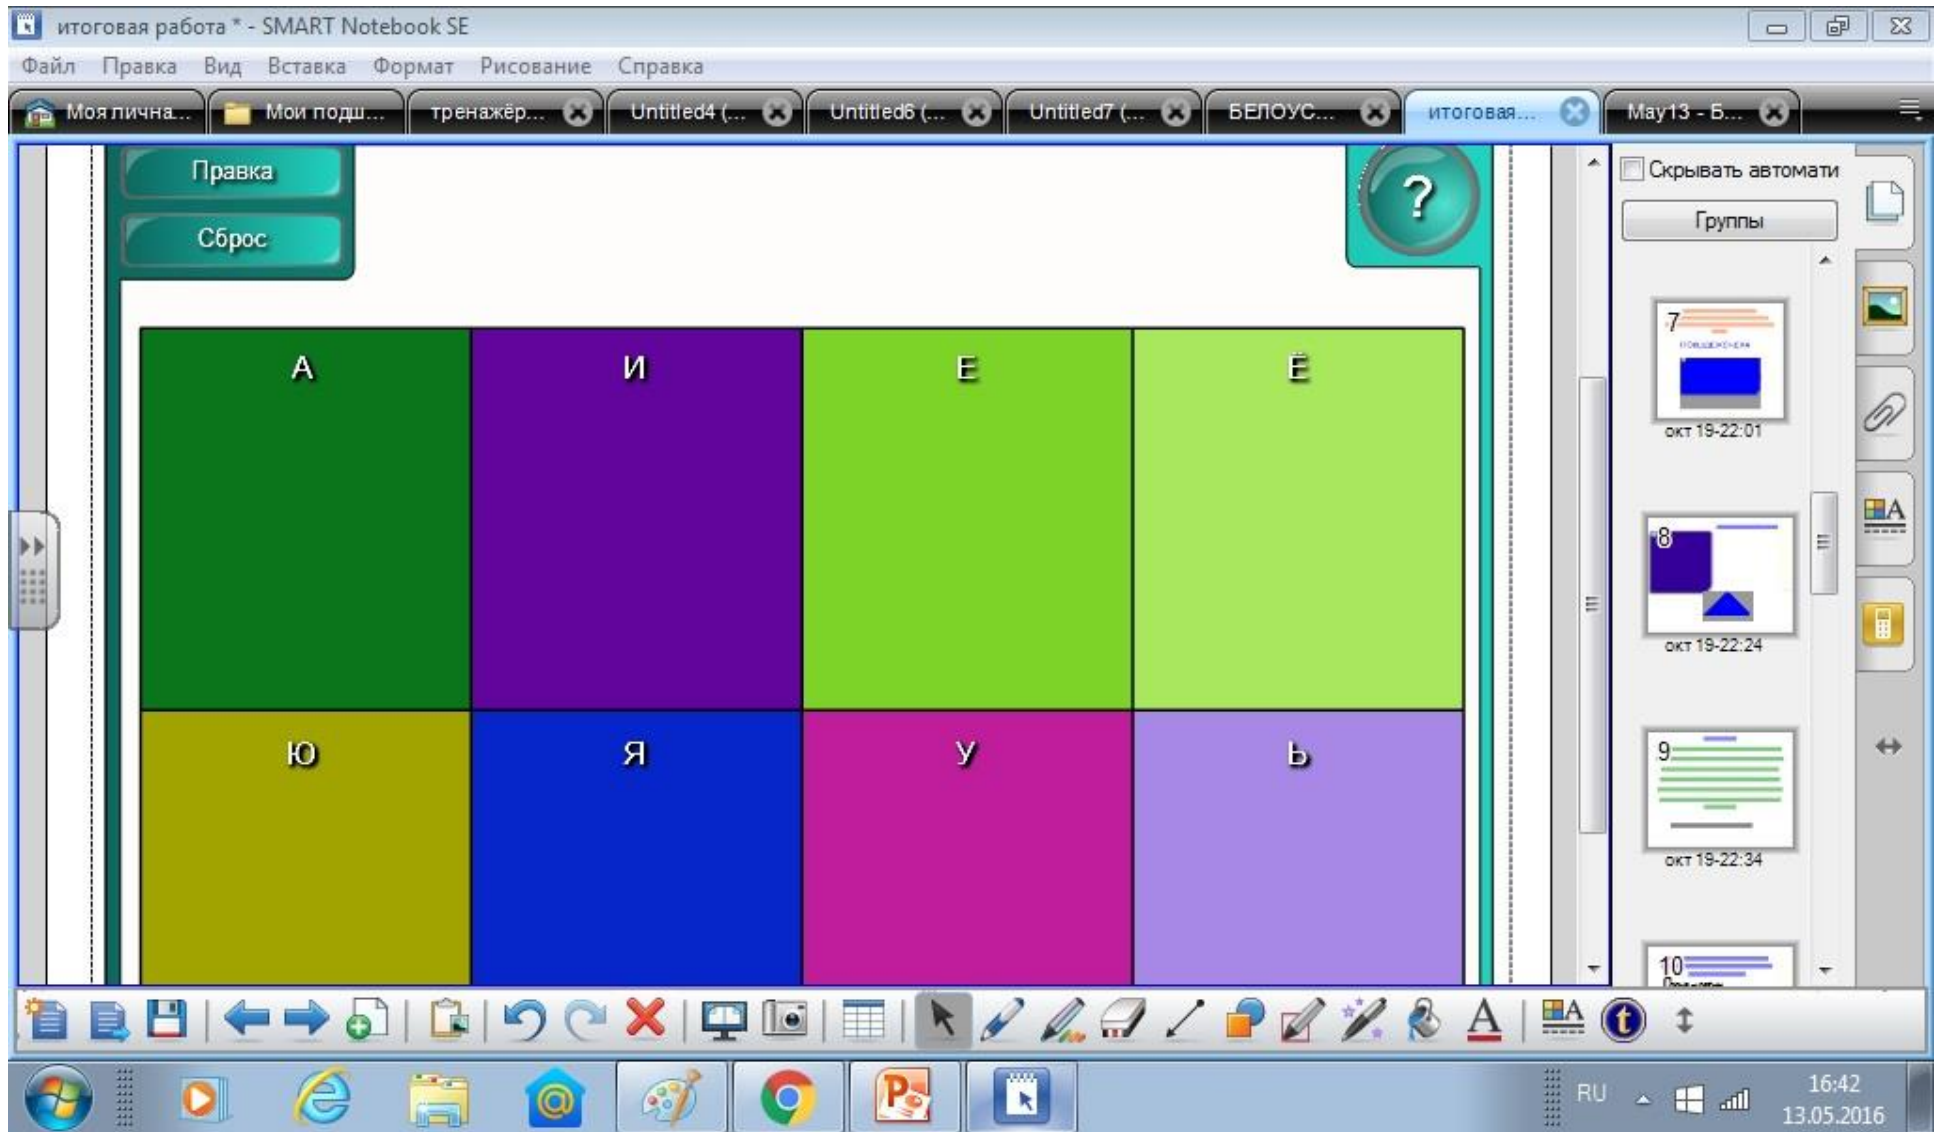 итоговая работа * - SMART Notebook SE
Файл Правка Вид Вставка Формат Рисование Справка
Моя лична... Мои подш... тренажёр... Untitled4 (... Untitled6 (... Untitled7 (... БЕЛОУС... итоговая... May13 - Б...
Правка
Сброс
?
Скрывать автомати
Группы
А И Е Ё
Ю Я У Ь
7
окт 19-22:01
8
окт 19-22:24
9
окт 19-22:34
10
A
A A t
RU 16:42
13.05.2016